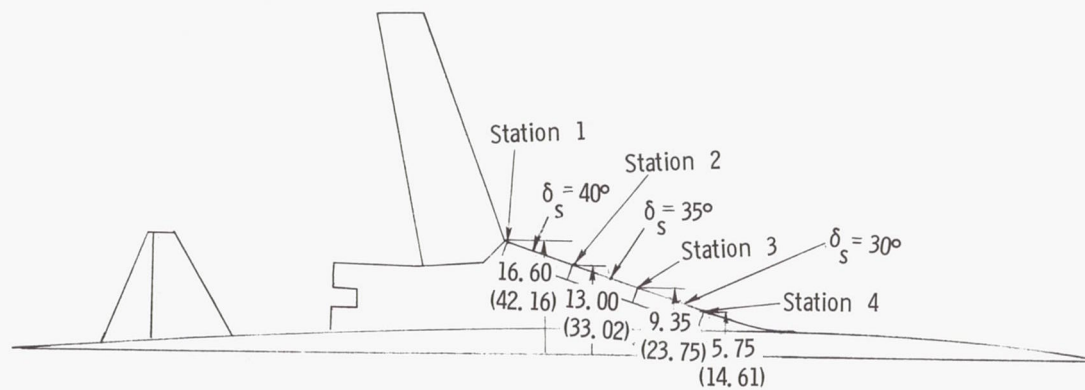 Station 1
Station 2
δs = 40°
δs = 35°
Station 3
δs = 30°
Station 4
16.60
(42.16)
13.00
(33.02)
9.35
(23.75)
5.75
(14.61)